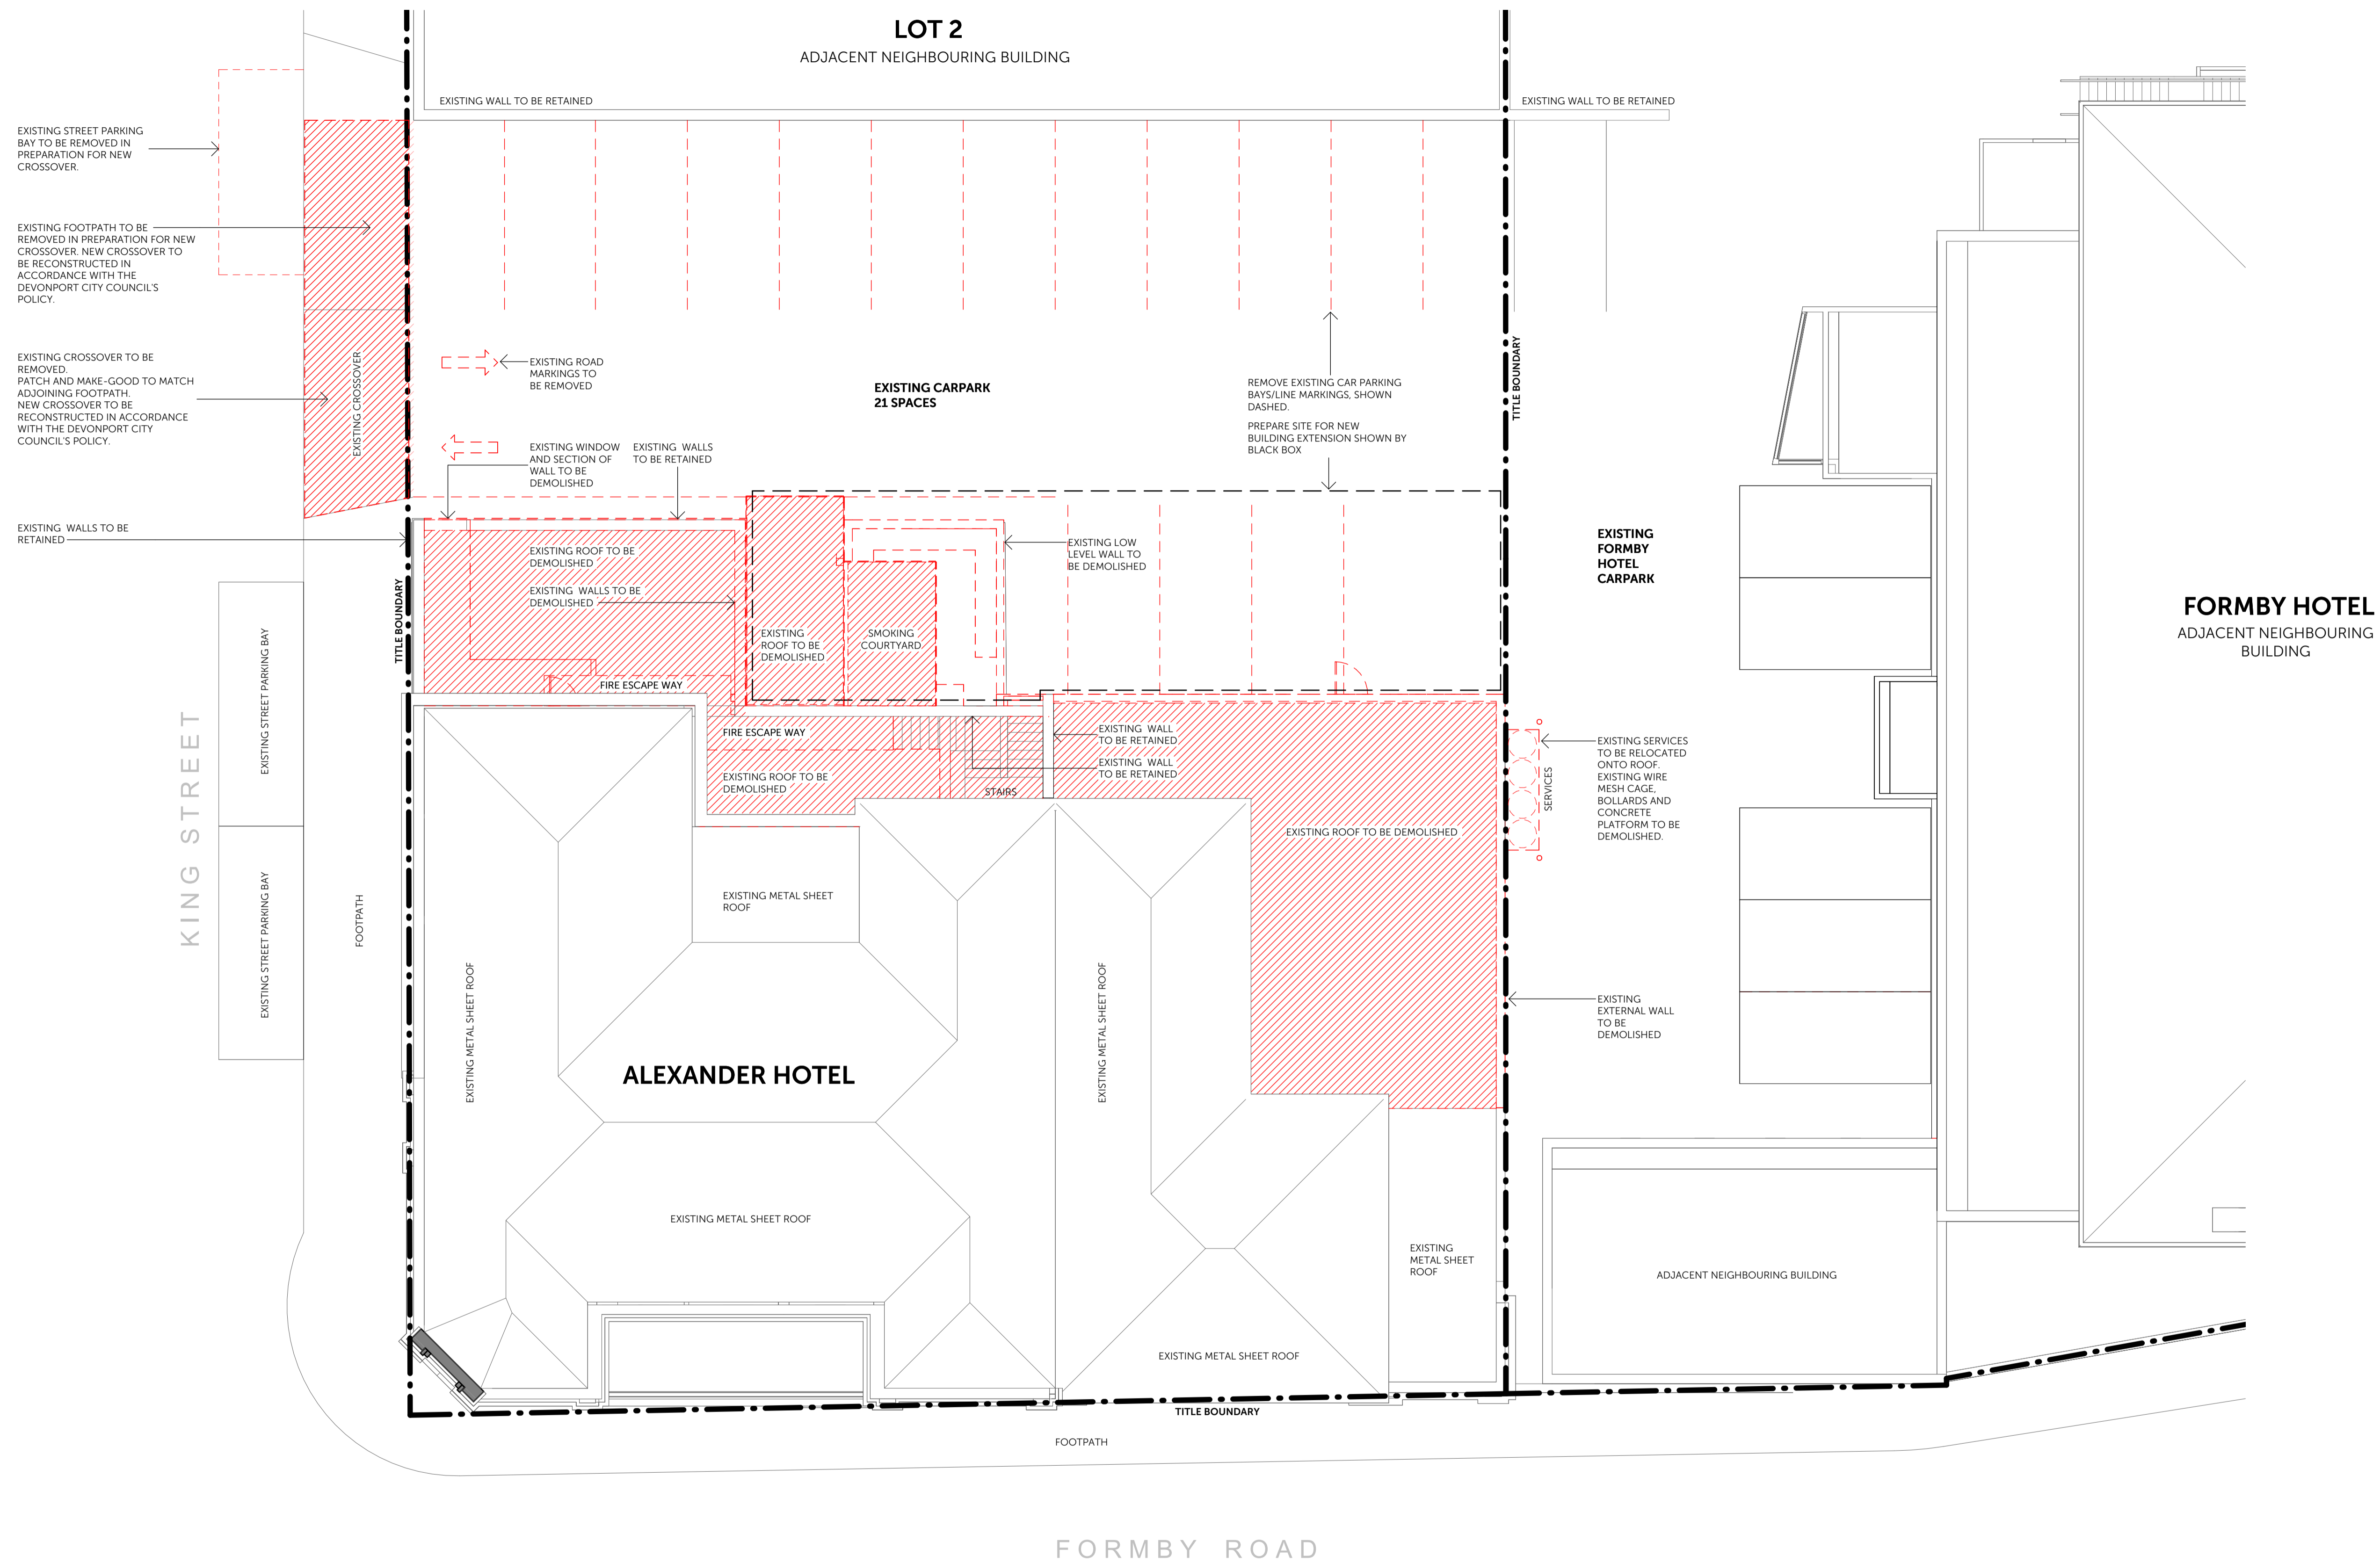 LOT 2
ADJACENT NEIGHBOURING BUILDING
EXISTING WALL TO BE RETAINED
EXISTING WALL TO BE RETAINED
EXISTING STREET PARKING
BAY TO BE REMOVED IN
PREPARATION FOR NEW
CROSSOVER.
EXISTING FOOTPATH TO BE
REMOVED IN PREPARATION FOR NEW
CROSSOVER. NEW CROSSOVER TO
BE RECONSTRUCTED IN
ACCORDANCE WITH THE
DEVONPORT CITY COUNCIL'S
POLICY.
EXISTING CROSSOVER TO BE
REMOVED.
PATCH AND MAKE-GOOD TO MATCH
ADJOINING FOOTPATH.
NEW CROSSOVER TO BE
RECONSTRUCTED IN ACCORDANCE
WITH THE DEVONPORT CITY
COUNCIL'S POLICY.
EXISTING CROSSOVER
EXISTING ROAD
MARKINGS TO
BE REMOVED
EXISTING CARPARK
21 SPACES
REMOVE EXISTING CAR PARKING
BAYS/LINE MARKINGS, SHOWN
DASHED.
PREPARE SITE FOR NEW
BUILDING EXTENSION SHOWN BY
BLACK BOX
TITLE BOUNDARY
EXISTING WINDOW
AND SECTION OF
WALL TO BE
DEMOLISHED
EXISTING WALLS
TO BE RETAINED
EXISTING WALLS TO BE
RETAINED
EXISTING ROOF TO BE
DEMOLISHED
EXISTING WALLS TO BE
DEMOLISHED
EXISTING
ROOF TO BE
DEMOLISHED
SMOKING
COURTYARD
EXISTING LOW
LEVEL WALL TO
BE DEMOLISHED
EXISTING
FORMBY
HOTEL
CARPARK
FORMBY HOTEL
ADJACENT NEIGHBOURING
BUILDING
TITLE BOUNDARY
EXISTING STREET PARKING BAY
FIRE ESCAPE WAY
FIRE ESCAPE WAY
EXISTING ROOF TO BE
DEMOLISHED
STAIRS
EXISTING WALL
TO BE RETAINED
EXISTING WALL
TO BE RETAINED
EXISTING ROOF TO BE DEMOLISHED
SERVICES
EXISTING SERVICES
TO BE RELOCATED
ONTO ROOF.
EXISTING WIRE
MESH CAGE,
BOLLARDS AND
CONCRETE
PLATFORM TO BE
DEMOLISHED.
KING STREET
EXISTING STREET PARKING BAY
FOOTPATH
EXISTING METAL SHEET
ROOF
EXISTING METAL SHEET ROOF
EXISTING METAL SHEET ROOF
EXISTING
EXTERNAL WALL
TO BE
DEMOLISHED
ALEXANDER HOTEL
EXISTING METAL SHEET ROOF
EXISTING
METAL SHEET
ROOF
ADJACENT NEIGHBOURING BUILDING
EXISTING METAL SHEET ROOF
TITLE BOUNDARY
FOOTPATH
FORMBY ROAD